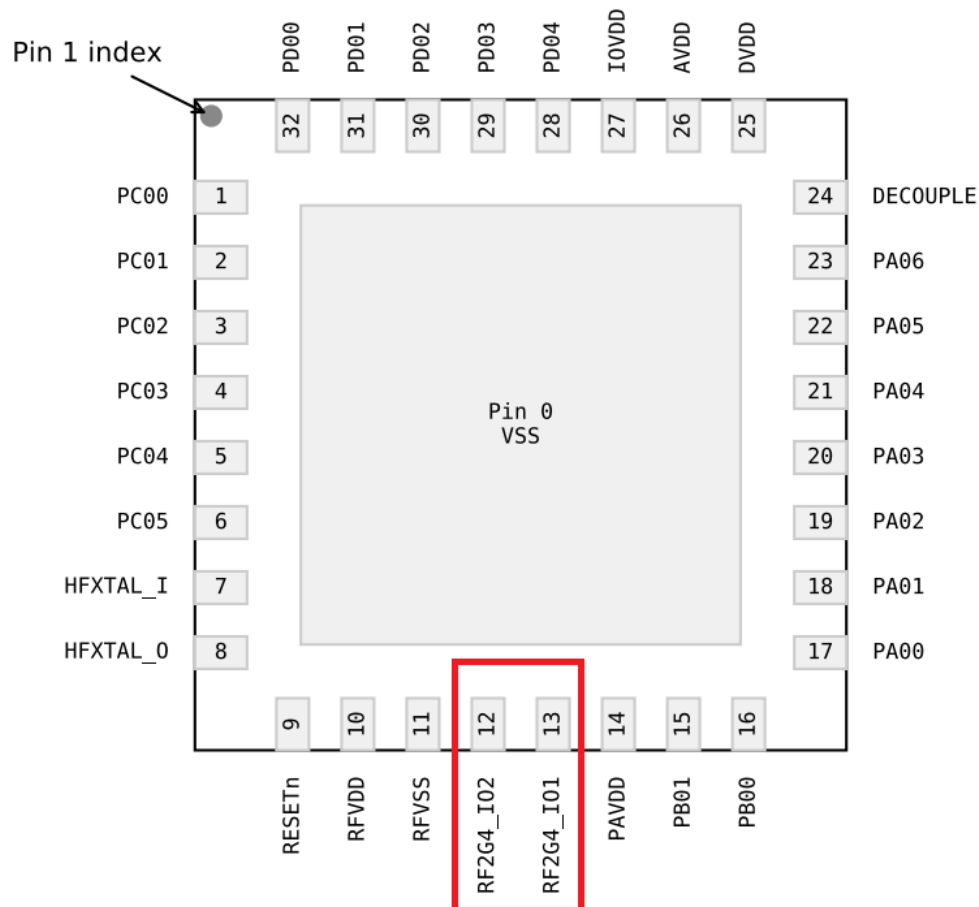 PD00
PD01
PD02
PD03
PD04
IOVDD
AVDD
DVDD
Pin 1 index
32
31
30
29
28
27
26
25
PC00 1
24 DECOUPLE
PC01 2
23 PA06
PC02 3
22 PA05
PC03 4
21 PA04
Pin 0
VSS
PC04 5
20 PA03
PC05 6
19 PA02
HFXTAL_I 7
18 PA01
HFXTAL_O 8
17 PA00
9
10
11
12
13
14
15
16
RESETn
RFVDD
RFVSS
RF2G4_IO2
RF2G4_IO1
PAVDD
PB01
PB00